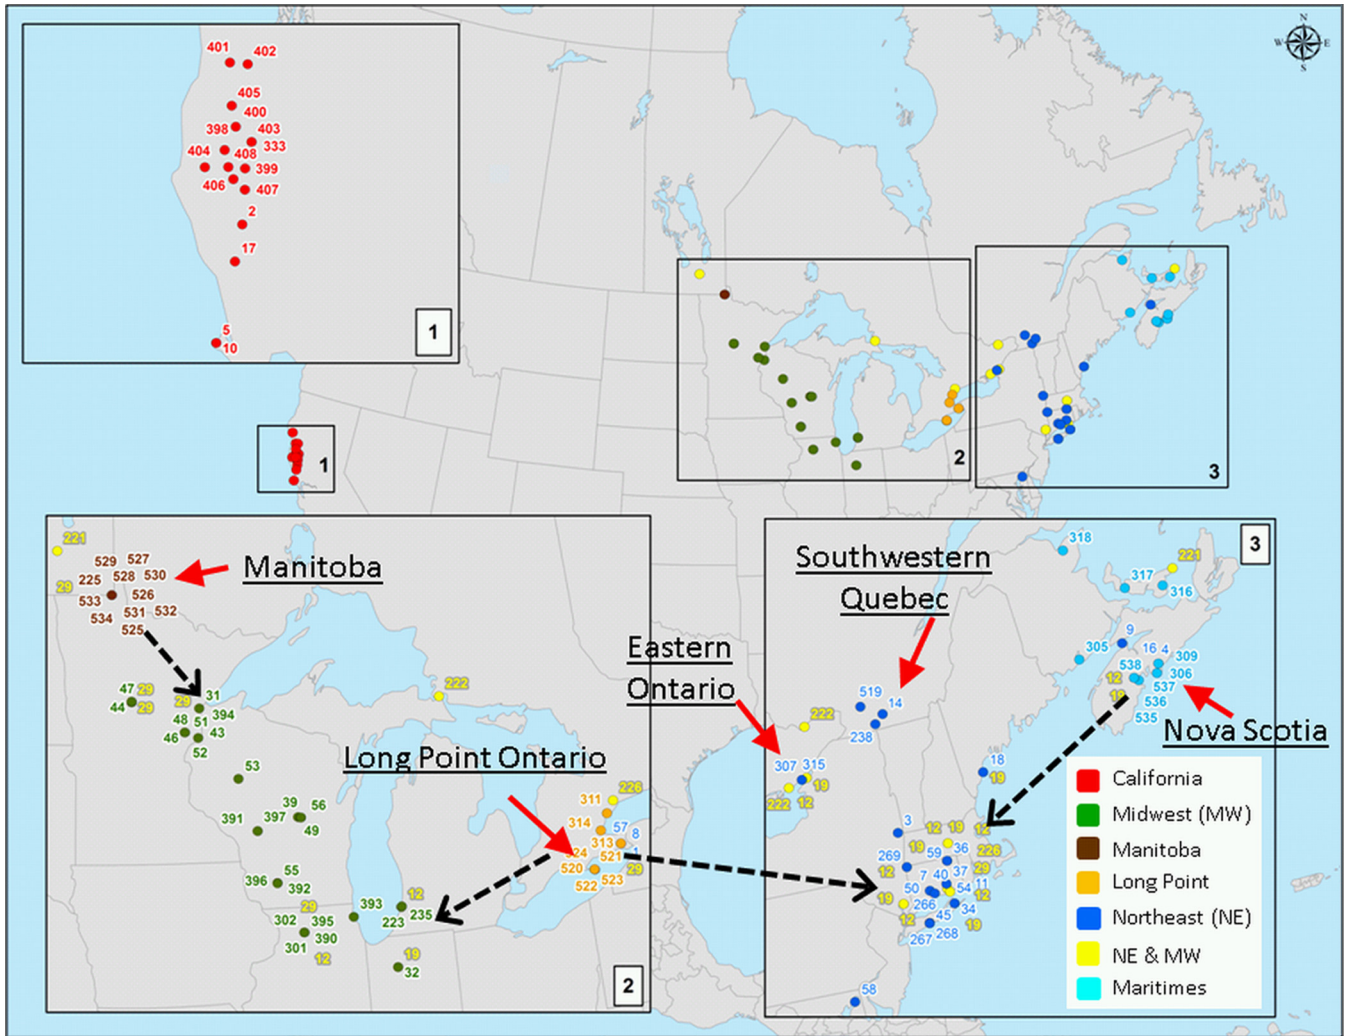 N
W E
S
401 402
405
400
398 403
333
404 408
399
406 407
2
17
5
10
1
1
2
3
221
529 527
225 528 530
29
533 526
534 531 532
525
Manitoba
47 29
44 29
29 31
48 51 394
46 43
52
222
53
Long Point Ontario
39 56
391 397 49
311 226
314 57 8
313 1
524 521
520 29
522 523
55
396 392
29
302 395
301 390
12
393 12
223 235
19
32
2
3
318
Southwestern
Quebec
221
317
316
9
305 16 4 309
538 306
12 537
19 536
535
Nova Scotia
Eastern
Ontario
519 14
222
238
307 315
19
222 12
18
19
3 12 19 12
19 59 36 226
269
12 7 40 37 29
50 54 11
19 266 12
12 45 34
267 268 19
58
California
Midwest (MW)
Manitoba
Long Point
Northeast (NE)
NE & MW
Maritimes